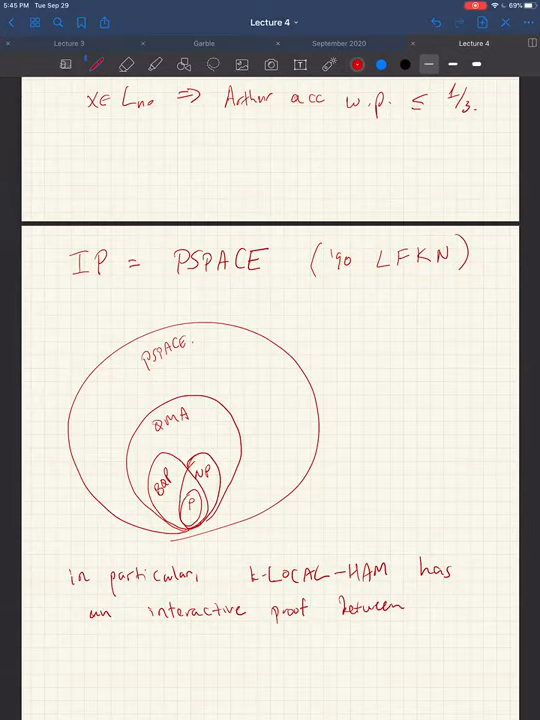 5:45 PM Tue Sep 29
69%
Lecture 4
Lecture 3
Garble
September 2020
Lecture 4
x∈ L_no ⇒ Arthur acc w.p. ≤ 1/3.
IP = PSPACE ('90 LFKN)
PSPACE.
QMA
BQP
NP
P
in particular, k-LOCAL-HAM has
an interactive proof between